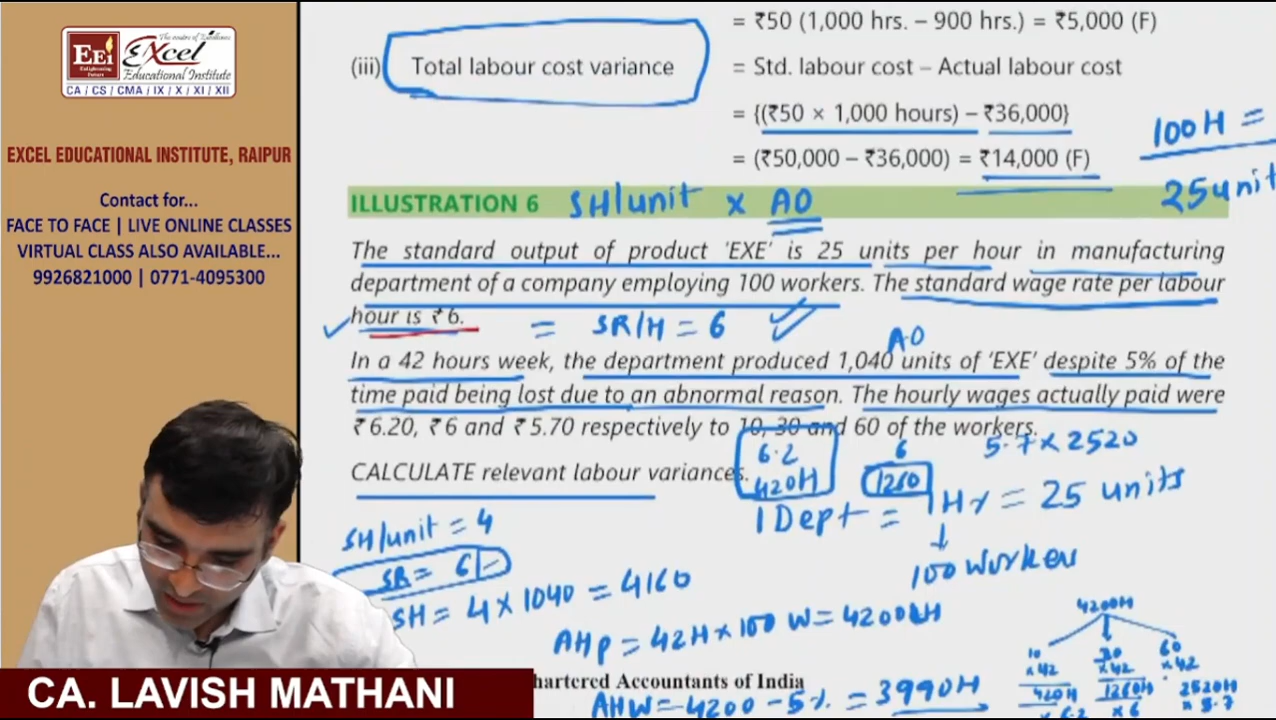 The centre of Excellence
EEi
Enlightening Future
Excel
Educational Institute
CA / CS / CMA / IX / X / XI / XII
EXCEL EDUCATIONAL INSTITUTE, RAIPUR
Contact for...
FACE TO FACE | LIVE ONLINE CLASSES
VIRTUAL CLASS ALSO AVAILABLE...
9926821000 | 0771-4095300
= ₹50 (1,000 hrs. – 900 hrs.) = ₹5,000 (F)
(iii) Total labour cost variance = Std. labour cost – Actual labour cost
= {(₹50 × 1,000 hours) – ₹36,000}
= (₹50,000 – ₹36,000) = ₹14,000 (F)
100H =
25 unit
ILLUSTRATION 6 SH/unit x AO
The standard output of product 'EXE' is 25 units per hour in manufacturing
department of a company employing 100 workers. The standard wage rate per labour
hour is ₹ 6. = SR/H = 6
AO
In a 42 hours week, the department produced 1,040 units of 'EXE' despite 5% of the
time paid being lost due to an abnormal reason. The hourly wages actually paid were
₹ 6.20, ₹ 6 and ₹ 5.70 respectively to 10, 30 and 60 of the workers.
6.2 6 5.7 x 2520
CALCULATE relevant labour variances.
420H 1260
1 Dept = 1Hr = 25 units
SH/unit = 4
100 worker
SR = 6/-
SH = 4 x 1040 = 4160
4200H
AHP = 42H x 100 W = 4200LH
10 30 60
x42 x42 x42
420H 1260H 2520H
x 6.2 x 6 x 5.7
hartered Accountants of India
AHW = 4200 - 5% = 3990H
CA. LAVISH MATHANI